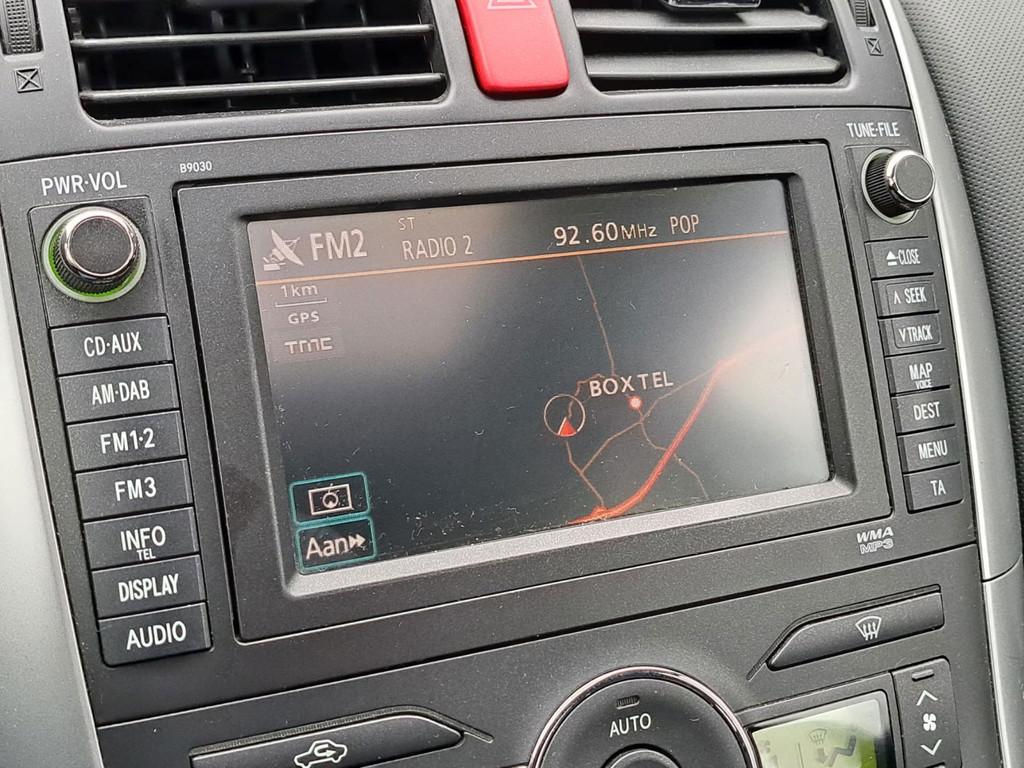 PWR·VOL
B9030
TUNE·FILE
FM2
ST
RADIO 2
92.60MHz POP
1km
GPS
TMC
BOXTEL
Aan
CD·AUX
AM·DAB
FM1·2
FM3
INFO
TEL
DISPLAY
AUDIO
CLOSE
∧ SEEK
∨ TRACK
MAP
VOICE
DEST
MENU
TA
WMA
MP3
AUTO